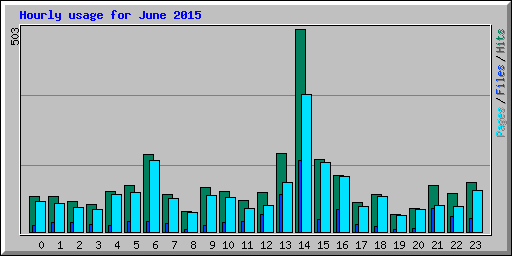 Hourly usage for June 2015
503
Pages/Files/Hits
0 1 2 3 4 5 6 7 8 9 10 11 12 13 14 15 16 17 18 19 20 21 22 23